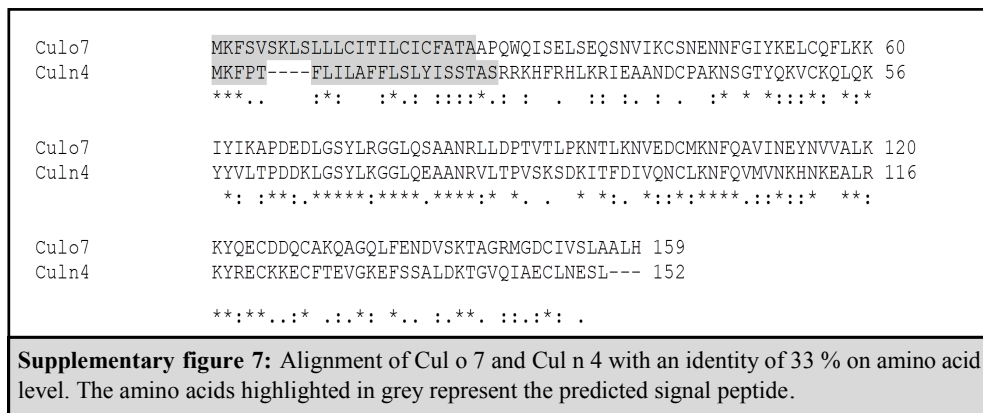 Culo7 MKFSVSKLSLLLCITILCICFATAAPQWQISELSEQSNVIKCSNENNFGIYKELCQFLKK 60
Culn4 MKFPT----FLILAFFLSLYISSTASRRKHFRHLKRIEAANDCPAKNSGTYQKVCKQLQK 56
***.. :*: :*.: ::::*.: : . :: :. : . :* * *:::*: *:*
Culo7 IYIKAPDEDLGSYLRGGLQSAANRLLDPTVTLPKNTLKNVEDCMKNFQAVINEYNVVALK 120
Culn4 YYVLTPDDKLGSYLKGGLQEAANRVLTPVSKSDKITFDIVQNCLKNFQVMVNKHNKEALR 116
*: :**:.*****:****.****:* *. . * *:. *::*:****.::*::* **:
Culo7 KYQECDDQCAKQAGQLFENDVSKTAGRMGDCIVSLAALH 159
Culn4 KYRECKKECFTEVGKEFSSALDKTGVQIAECLNESL--- 152
**:**..:* .:.*: *.. :.**. ::.:*: .
Supplementary figure 7: Alignment of Cul o 7 and Cul n 4 with an identity of 33 % on amino acid
level. The amino acids highlighted in grey represent the predicted signal peptide.